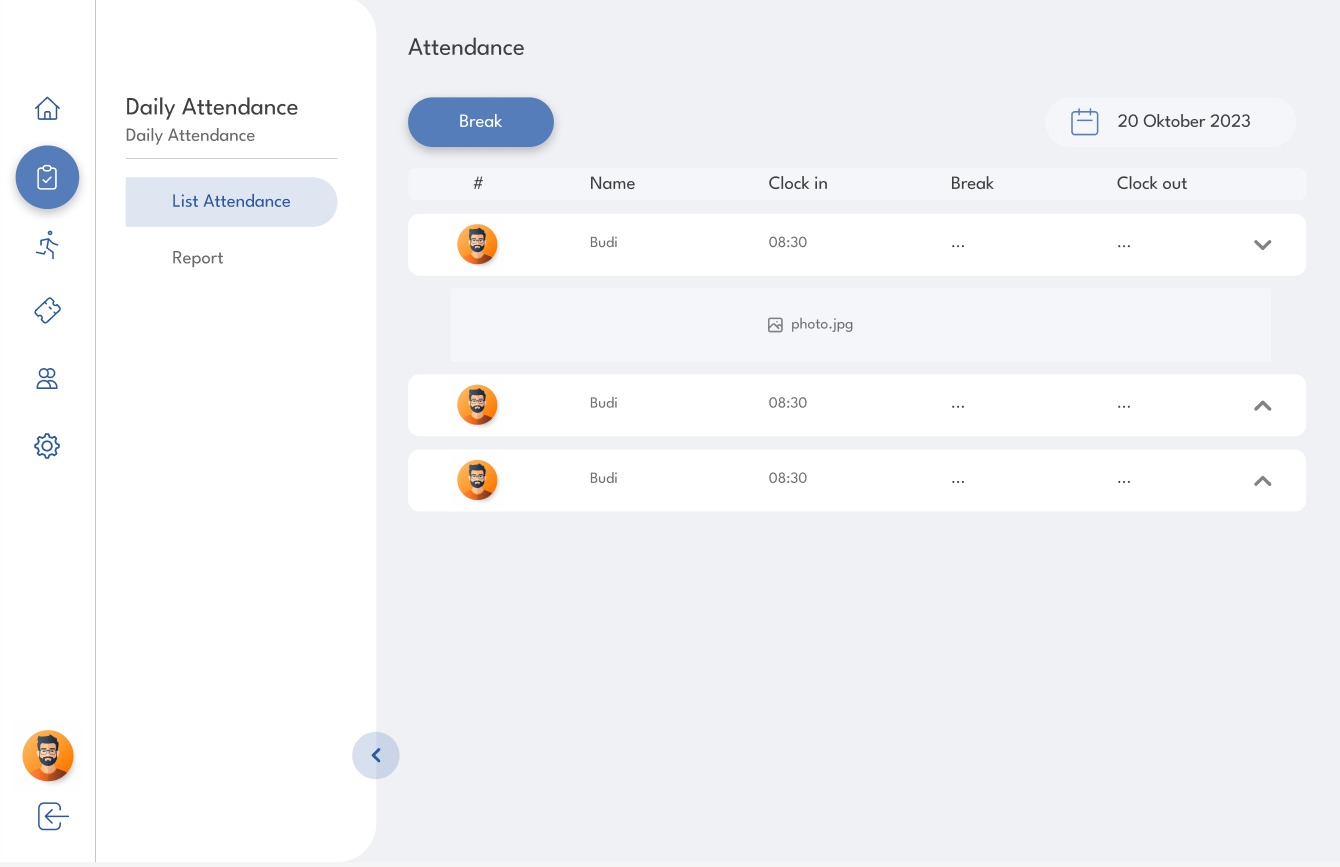 Attendance
Daily Attendance
Daily Attendance
List Attendance
Report
Break
20 Oktober 2023
# Name Clock in Break Clock out
Budi 08:30 ... ...
photo.jpg
Budi 08:30 ... ...
Budi 08:30 ... ...